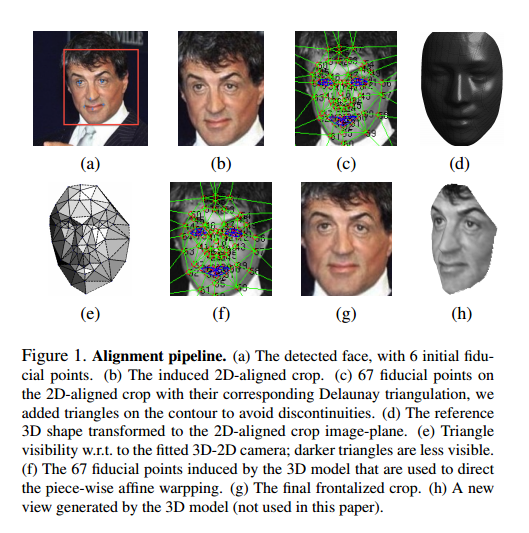 (a)
(b)
(c)
(d)
(e)
(f)
(g)
(h)
Figure 1. Alignment pipeline. (a) The detected face, with 6 initial fidu-
cial points. (b) The induced 2D-aligned crop. (c) 67 fiducial points on
the 2D-aligned crop with their corresponding Delaunay triangulation, we
added triangles on the contour to avoid discontinuities. (d) The reference
3D shape transformed to the 2D-aligned crop image-plane. (e) Triangle
visibility w.r.t. to the fitted 3D-2D camera; darker triangles are less visible.
(f) The 67 fiducial points induced by the 3D model that are used to direct
the piece-wise affine warpping. (g) The final frontalized crop. (h) A new
view generated by the 3D model (not used in this paper).